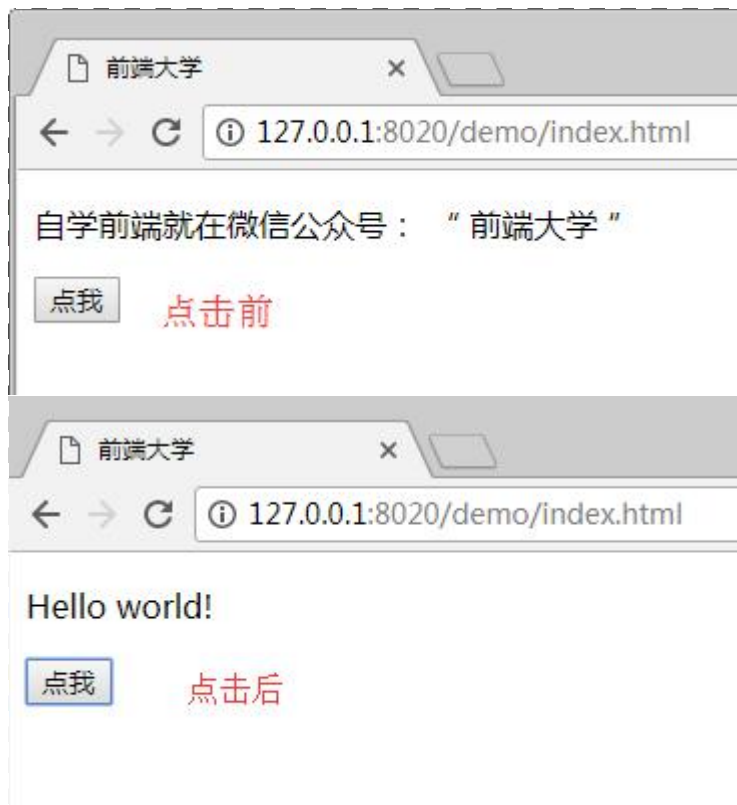 前端大学
127.0.0.1:8020/demo/index.html
自学前端就在微信公众号： “ 前端大学 ”
点我 点击前
前端大学
127.0.0.1:8020/demo/index.html
Hello world!
点我 点击后